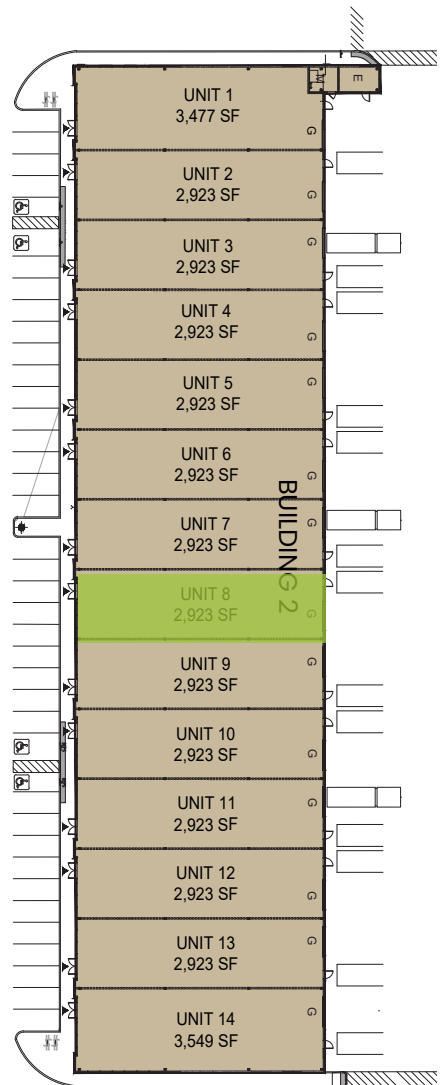 UNIT 1
3,477 SF
M
E
G
UNIT 2
2,923 SF
G
UNIT 3
2,923 SF
G
UNIT 4
2,923 SF
G
UNIT 5
2,923 SF
G
UNIT 6
2,923 SF
G
UNIT 7
2,923 SF
G
BUILDING 2
UNIT 8
2,923 SF
G
UNIT 9
2,923 SF
G
UNIT 10
2,923 SF
G
UNIT 11
2,923 SF
G
UNIT 12
2,923 SF
G
UNIT 13
2,923 SF
G
UNIT 14
3,549 SF
G